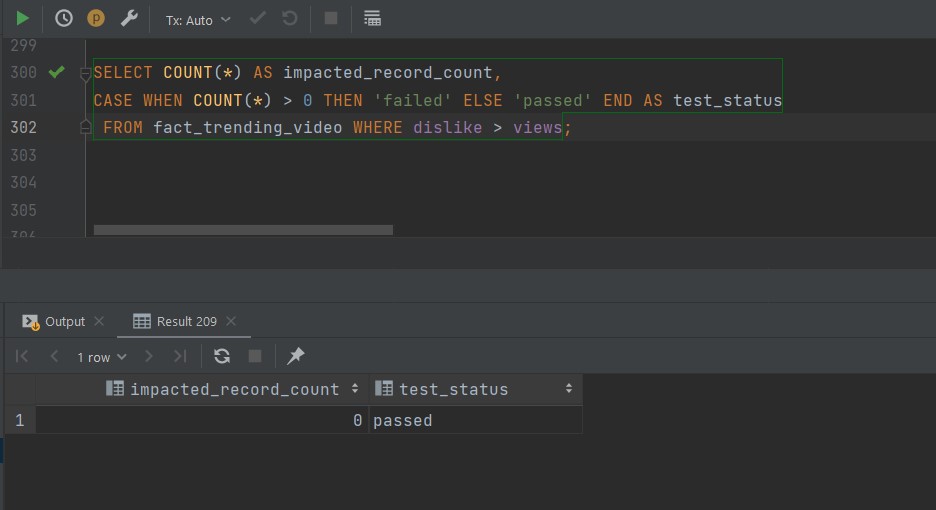 Tx: Auto
299
300 SELECT COUNT(*) AS impacted_record_count,
301 CASE WHEN COUNT(*) > 0 THEN 'failed' ELSE 'passed' END AS test_status
302 FROM fact_trending_video WHERE dislike > views;
303
304
305
306
Output Result 209
1 row
impacted_record_count test_status
1 0 passed